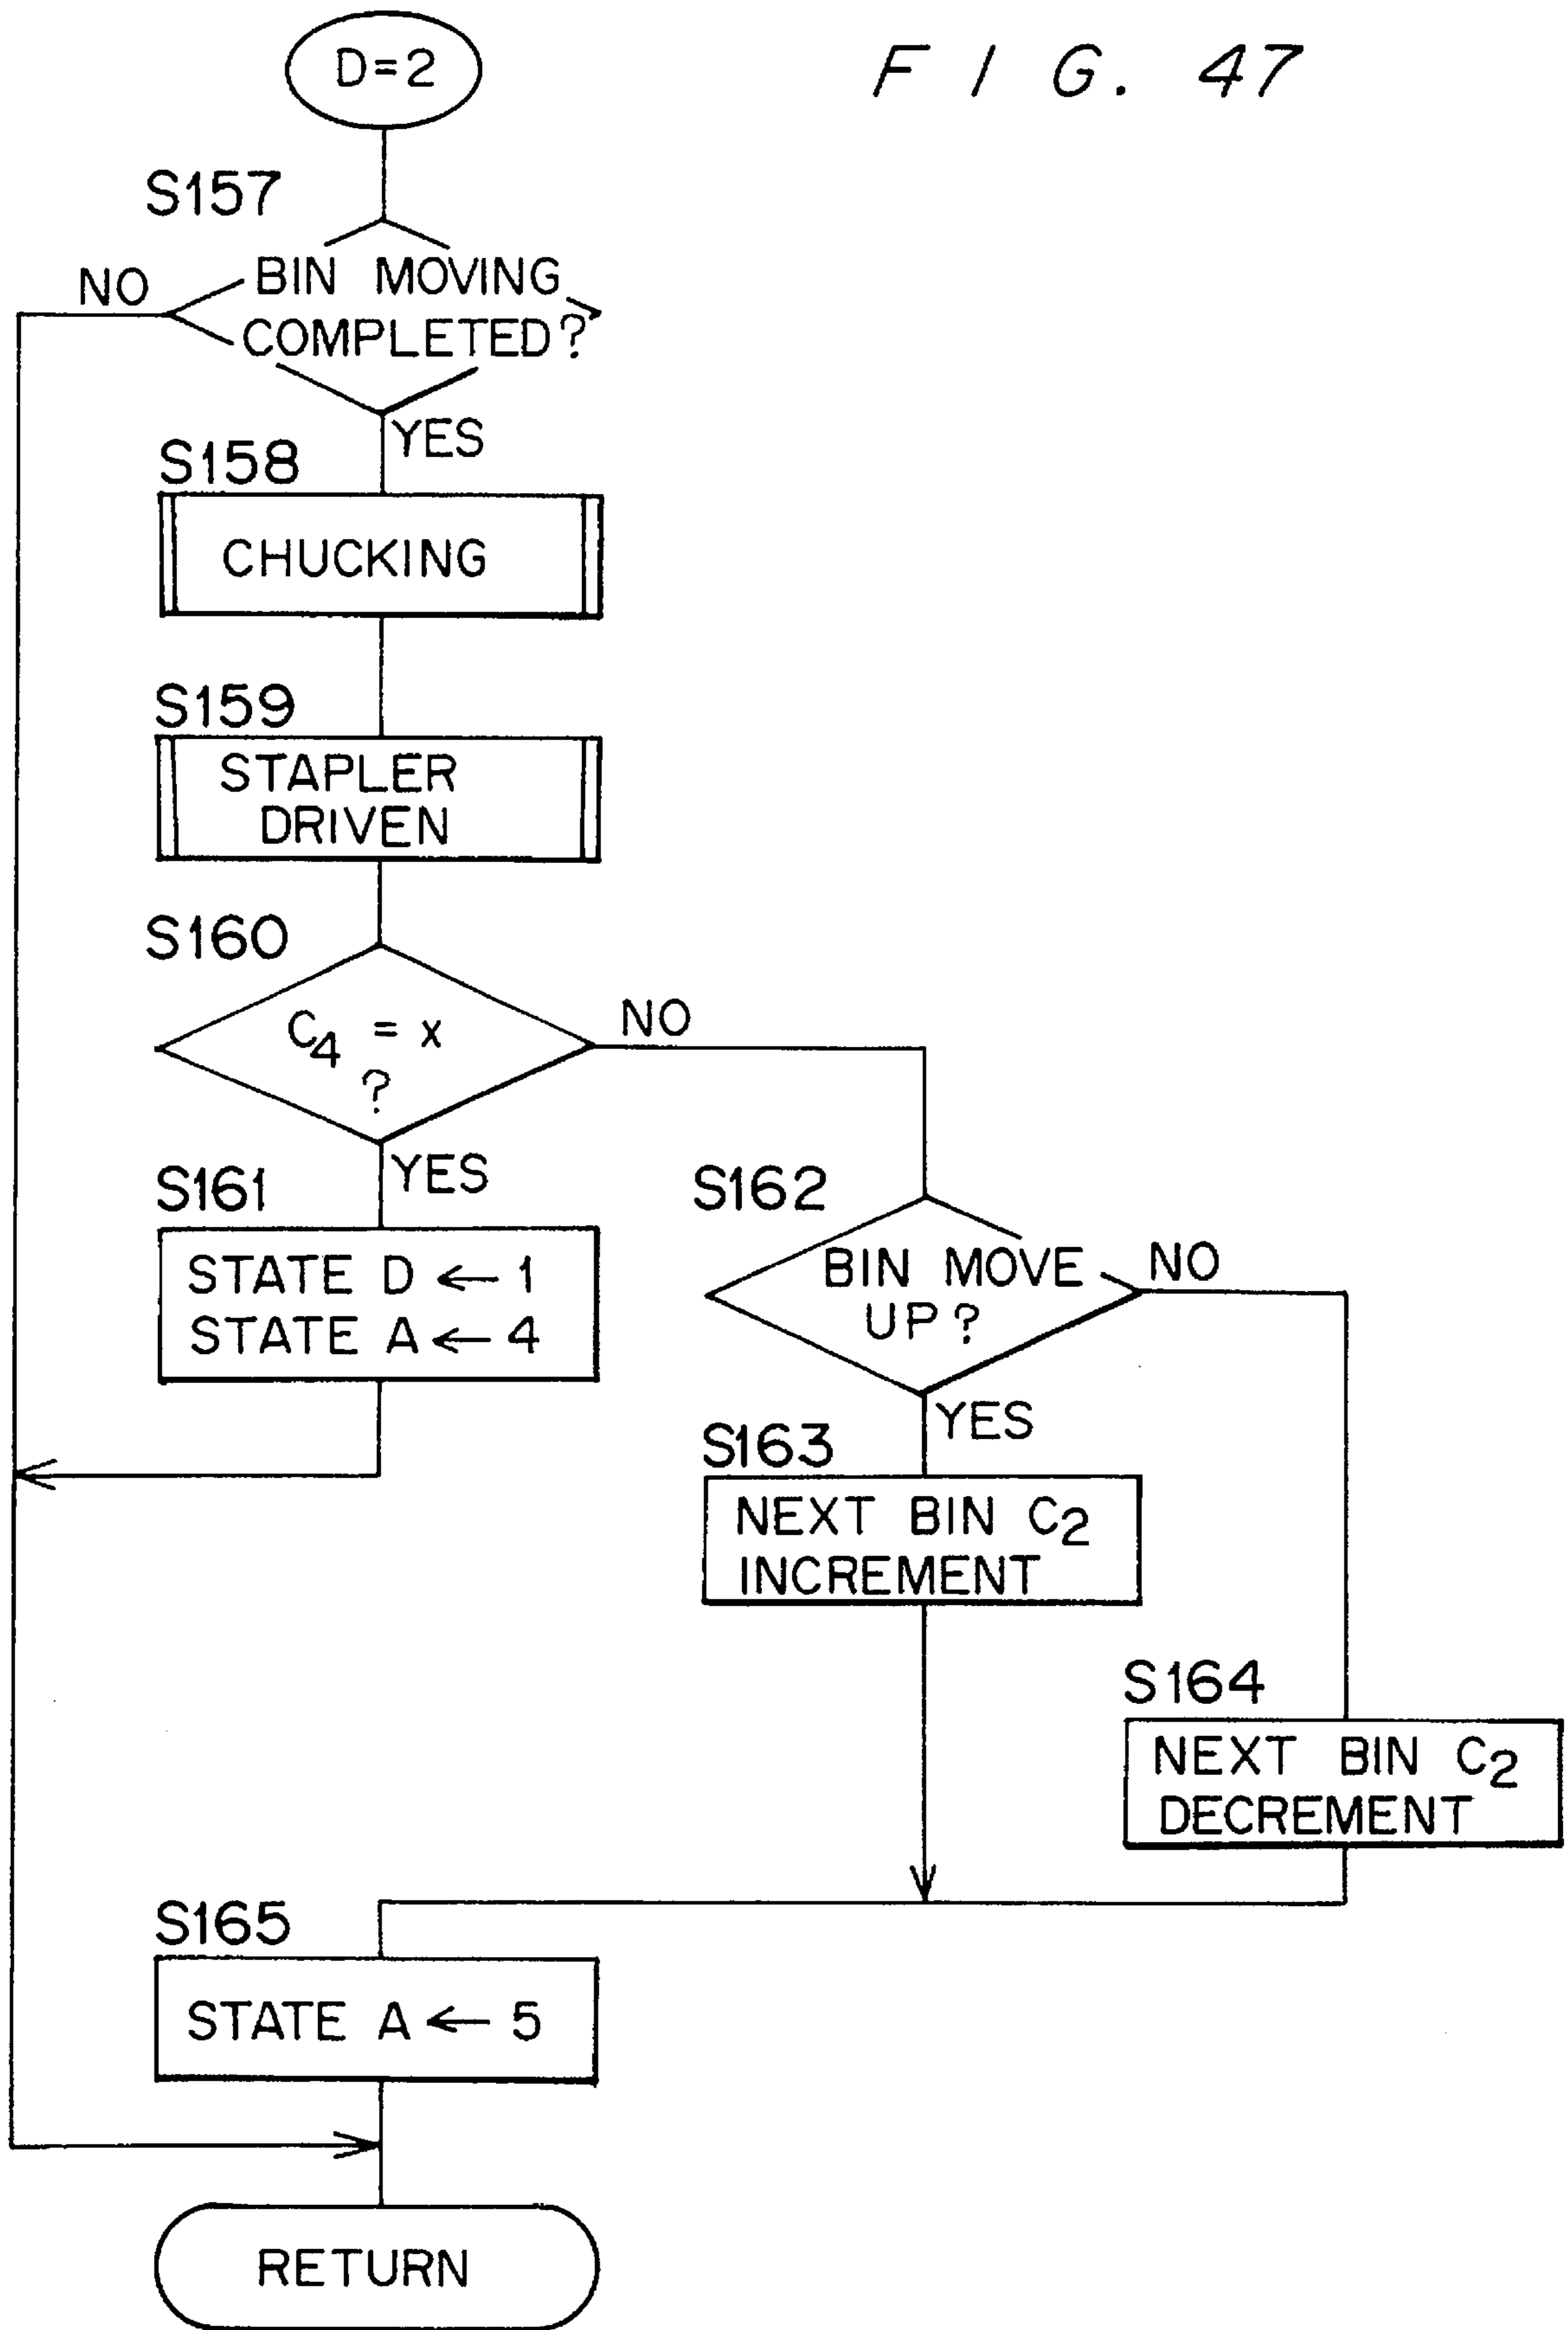 D=2
F I G. 47
S157
NO
BIN MOVING
COMPLETED?
YES
S158
CHUCKING
S159
STAPLER
DRIVEN
S160
C4 = x
?
NO
YES
S161
STATE D ← 1
STATE A ← 4
S162
BIN MOVE
UP?
NO
YES
S163
NEXT BIN C2
INCREMENT
S164
NEXT BIN C2
DECREMENT
S165
STATE A ← 5
RETURN